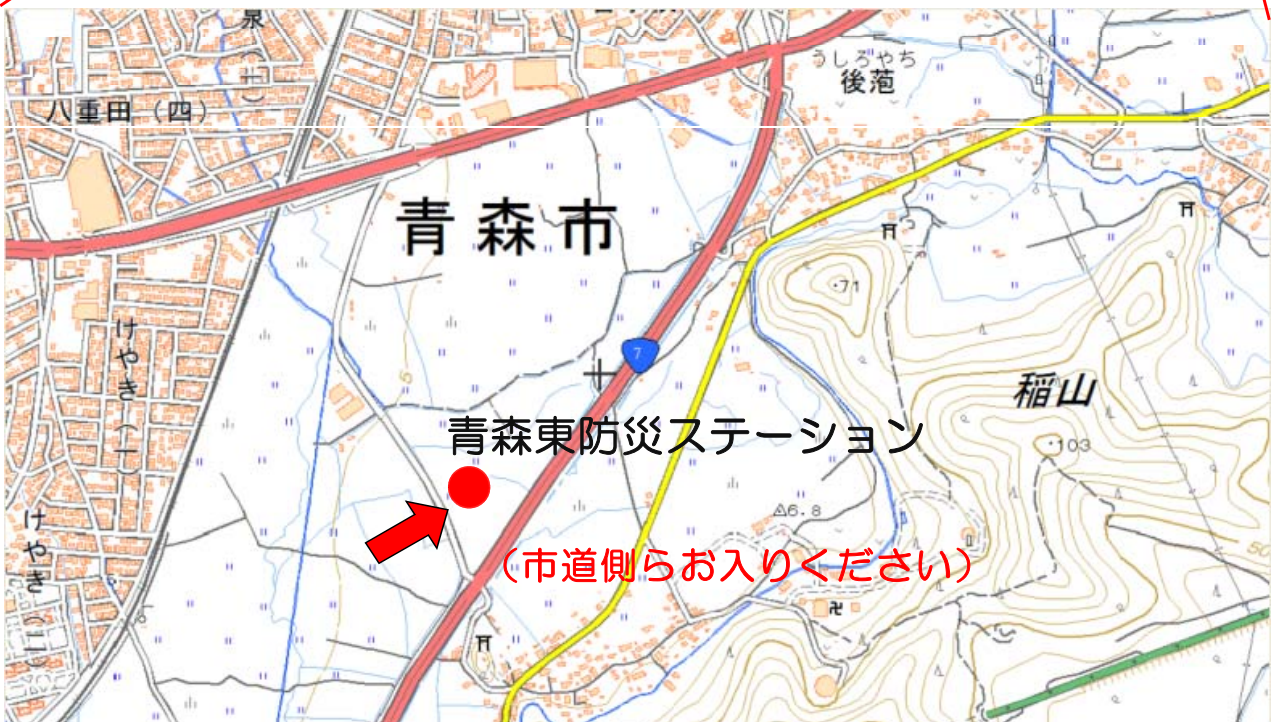 泉
うしろやち
後萢
八重田(四)
青森市
・71
7
5
けやき(一)
稲山
青森東防災ステーション
・103
6.8
けやき(二)
(市道側らお入りください)
50